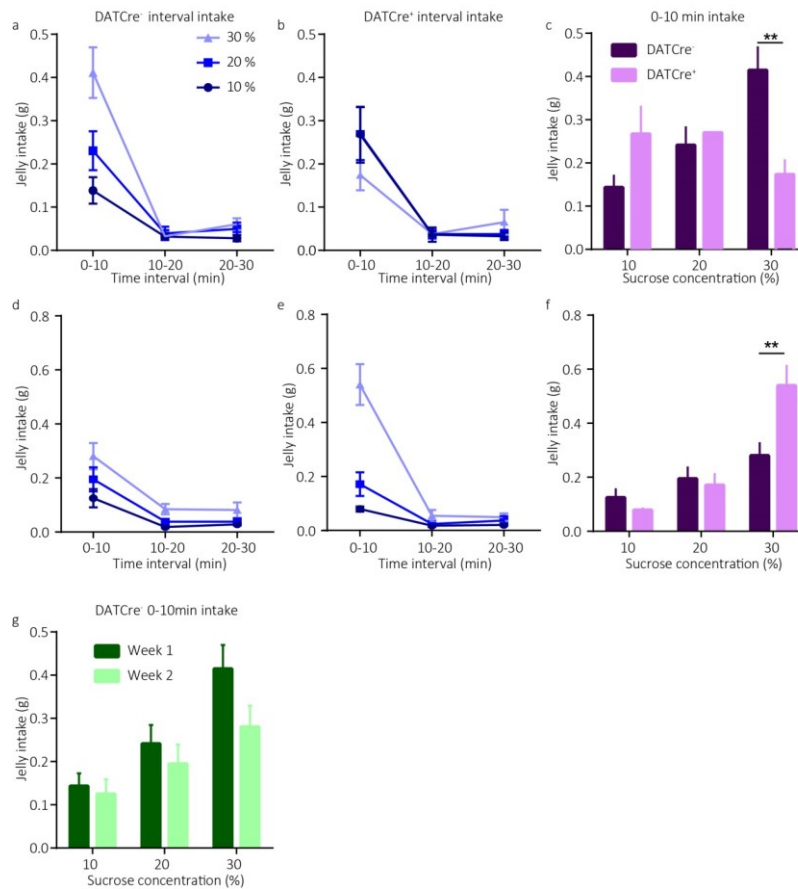 a
DATCre- interval intake
30 %
20 %
10 %
Jelly intake (g)
0.5
0.4
0.3
0.2
0.1
0.0
0-10
10-20
20-30
Time interval (min)
b
DATCre+ interval intake
Jelly intake (g)
0.5
0.4
0.3
0.2
0.1
0.0
0-10
10-20
20-30
Time interval (min)
c
0-10 min intake
**
DATCre-
DATCre+
Jelly intake (g)
0.5
0.4
0.3
0.2
0.1
0.0
10
20
30
Sucrose concentration (%)
d
Jelly intake (g)
0.8
0.6
0.4
0.2
0.0
0-10
10-20
20-30
Time interval (min)
e
Jelly intake (g)
0.8
0.6
0.4
0.2
0.0
0-10
10-20
20-30
Time interval (min)
f
**
Jelly intake (g)
0.8
0.6
0.4
0.2
0.0
10
20
30
Sucrose concentration (%)
g
DATCre- 0-10min intake
Week 1
Week 2
Jelly intake (g)
0.5
0.4
0.3
0.2
0.1
0.0
10
20
30
Sucrose concentration (%)